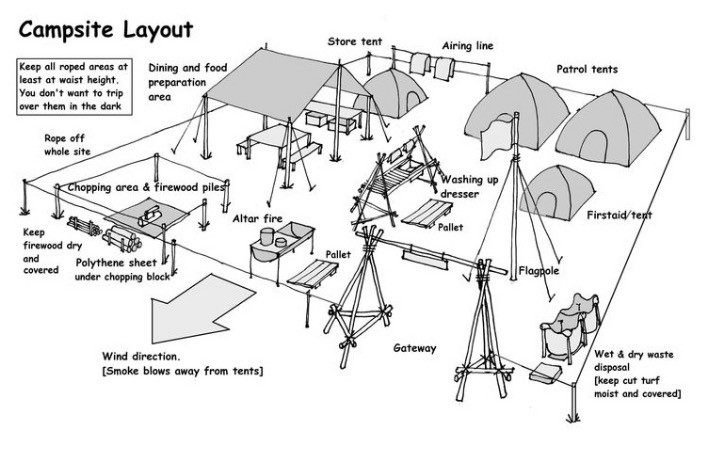 Campsite Layout
Keep all roped areas at
least at waist height.
You don't want to trip
over them in the dark
Dining and food
preparation
area
Store tent
Airing line
Patrol tents
Rope off
whole site
Chopping area & firewood piles
Washing up
dresser
Pallet
Firstaid/tent
Altar fire
Keep
firewood dry
and
covered
Polythene sheet
under chopping block
Pallet
Flagpole
Gateway
Wind direction.
[Smoke blows away from tents]
Wet & dry waste
disposal
[keep cut turf
moist and covered]